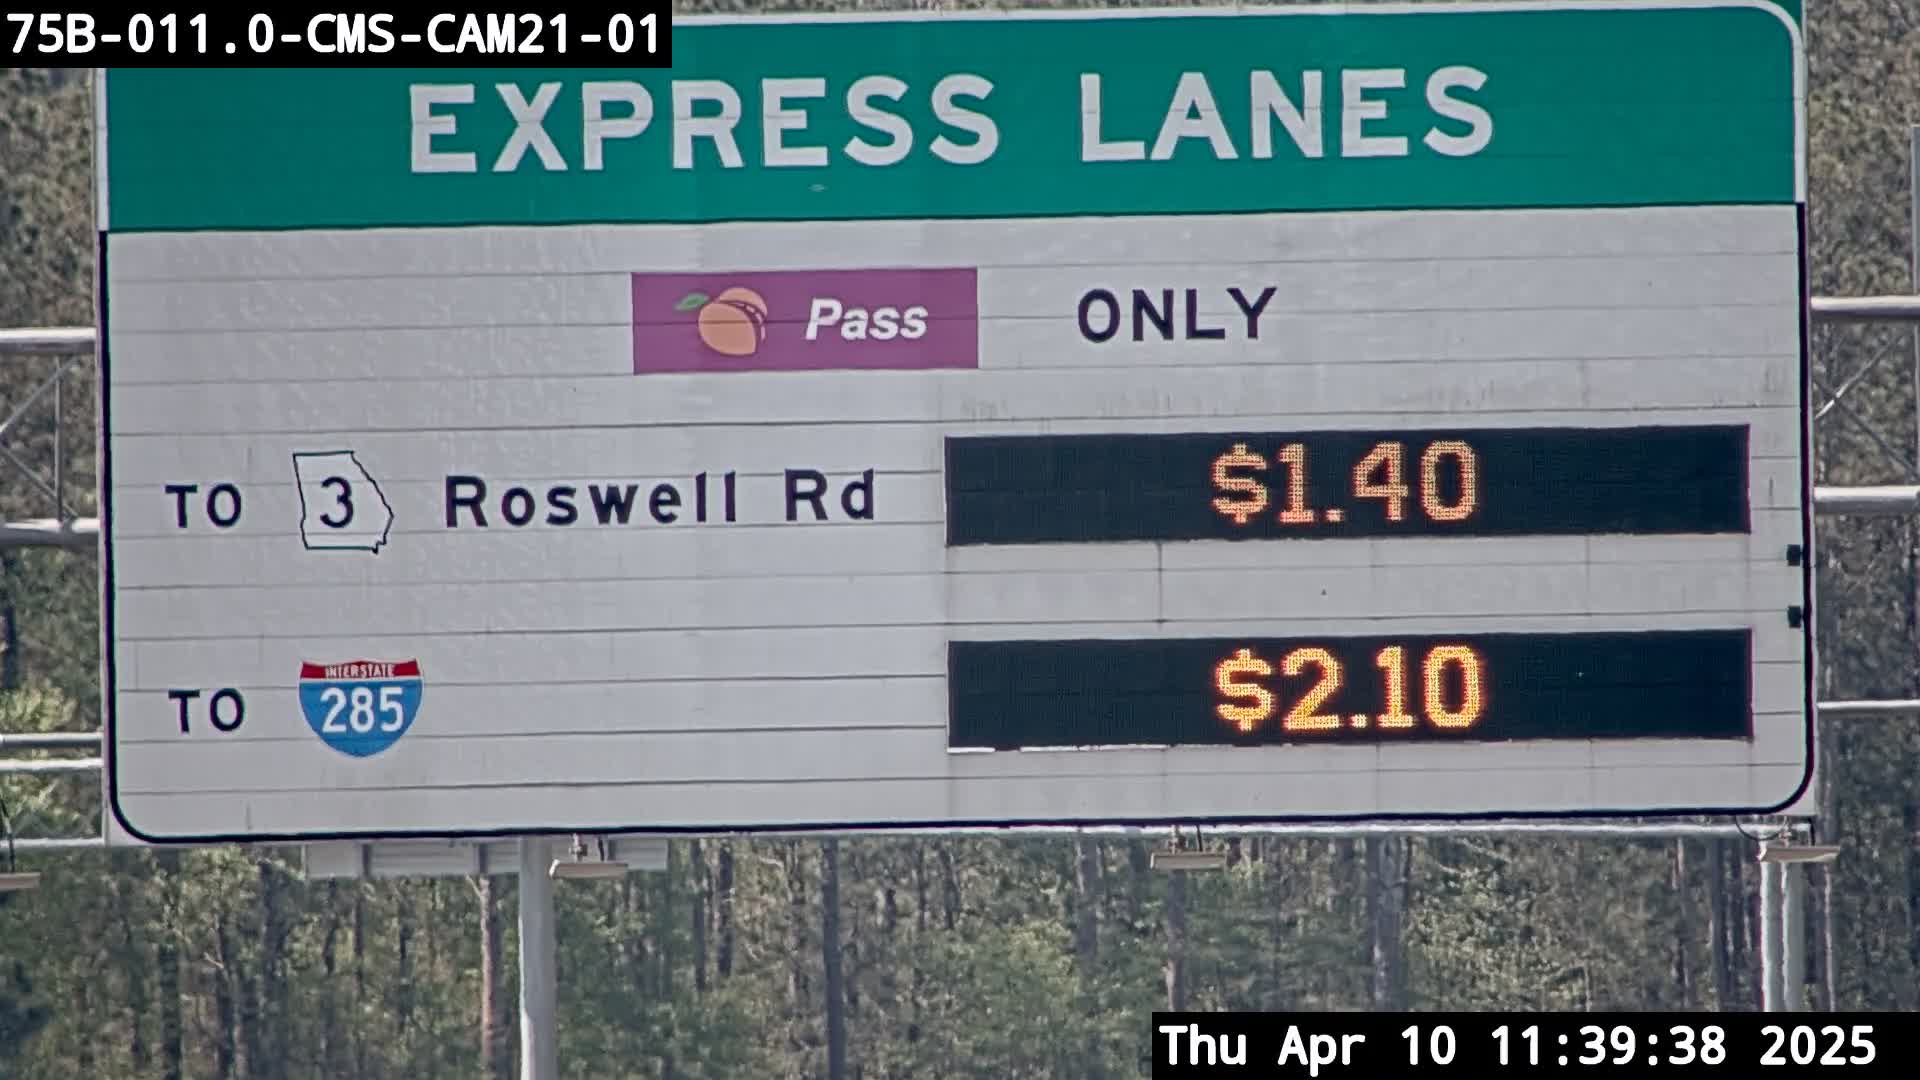 75B-011.0-CMS-CAM21-01
EXPRESS LANES
Pass ONLY
TO 3 Roswell Rd $1.40
INTERSTATE
TO 285 $2.10
Thu Apr 10 11:39:38 2025